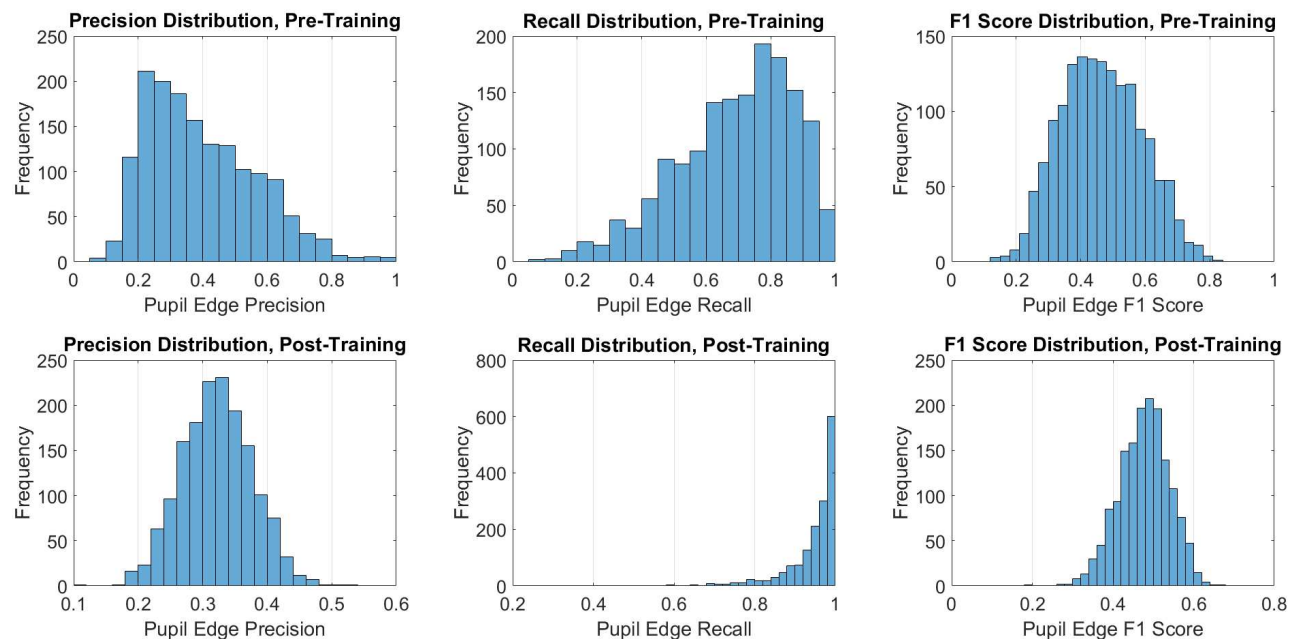 Precision Distribution, Pre-Training
250
200
150
100
50
0
Frequency
0 0.2 0.4 0.6 0.8 1
Pupil Edge Precision
Recall Distribution, Pre-Training
200
150
100
50
0
Frequency
0 0.2 0.4 0.6 0.8 1
Pupil Edge Recall
F1 Score Distribution, Pre-Training
150
100
50
0
Frequency
0 0.2 0.4 0.6 0.8 1
Pupil Edge F1 Score
Precision Distribution, Post-Training
250
200
150
100
50
0
Frequency
0.1 0.2 0.3 0.4 0.5 0.6
Pupil Edge Precision
Recall Distribution, Post-Training
800
600
400
200
0
Frequency
0.2 0.4 0.6 0.8 1
Pupil Edge Recall
F1 Score Distribution, Post-Training
250
200
150
100
50
0
Frequency
0 0.2 0.4 0.6 0.8
Pupil Edge F1 Score